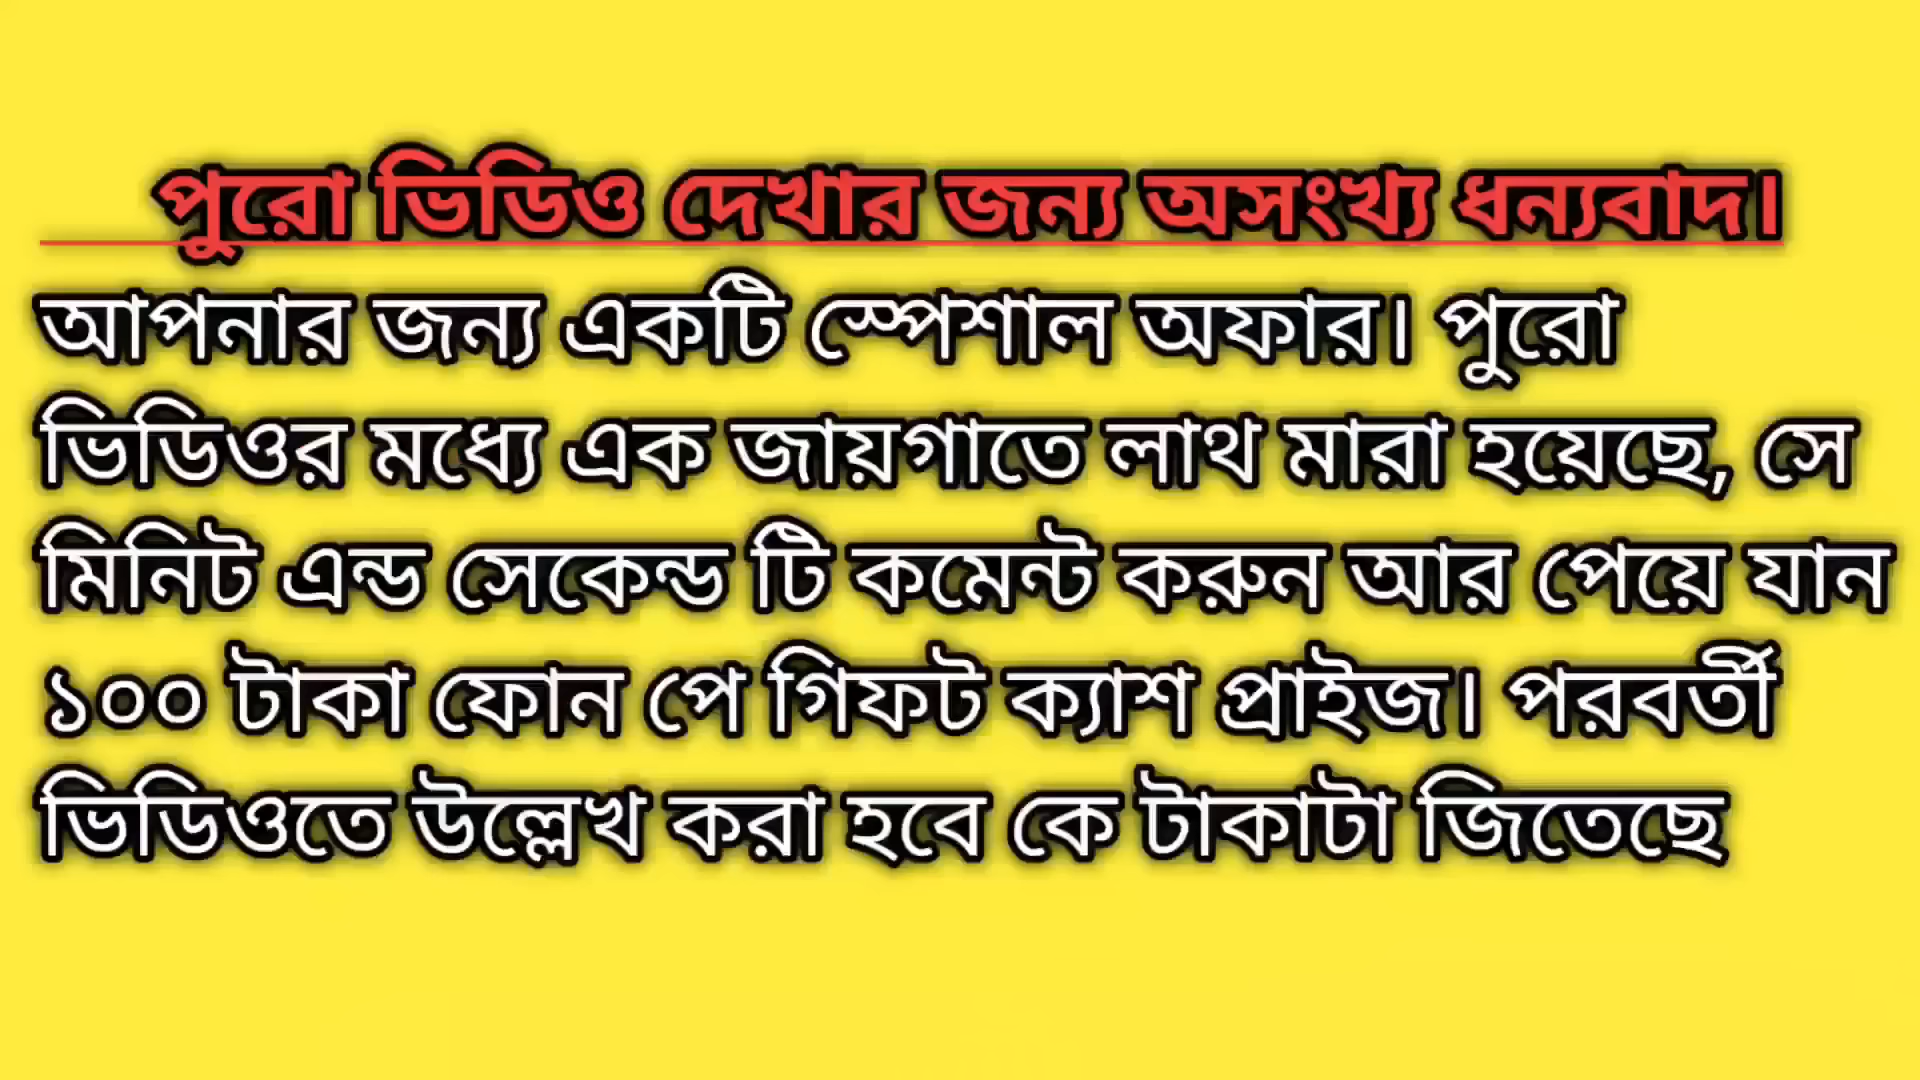 পুরো ভিডিও দেখার জন্য অসংখ্য ধন্যবাদ।
আপনার জন্য একটি স্পেশাল অফার। পুরো
ভিডিওর মধ্যে এক জায়গাতে লাথ মারা হয়েছে, সে
মিনিট এন্ড সেকেন্ড টি কমেন্ট করুন আর পেয়ে যান
১০০ টাকা ফোন পে গিফট ক্যাশ প্রাইজ। পরবর্তী
ভিডিওতে উল্লেখ করা হবে কে টাকাটা জিতেছে